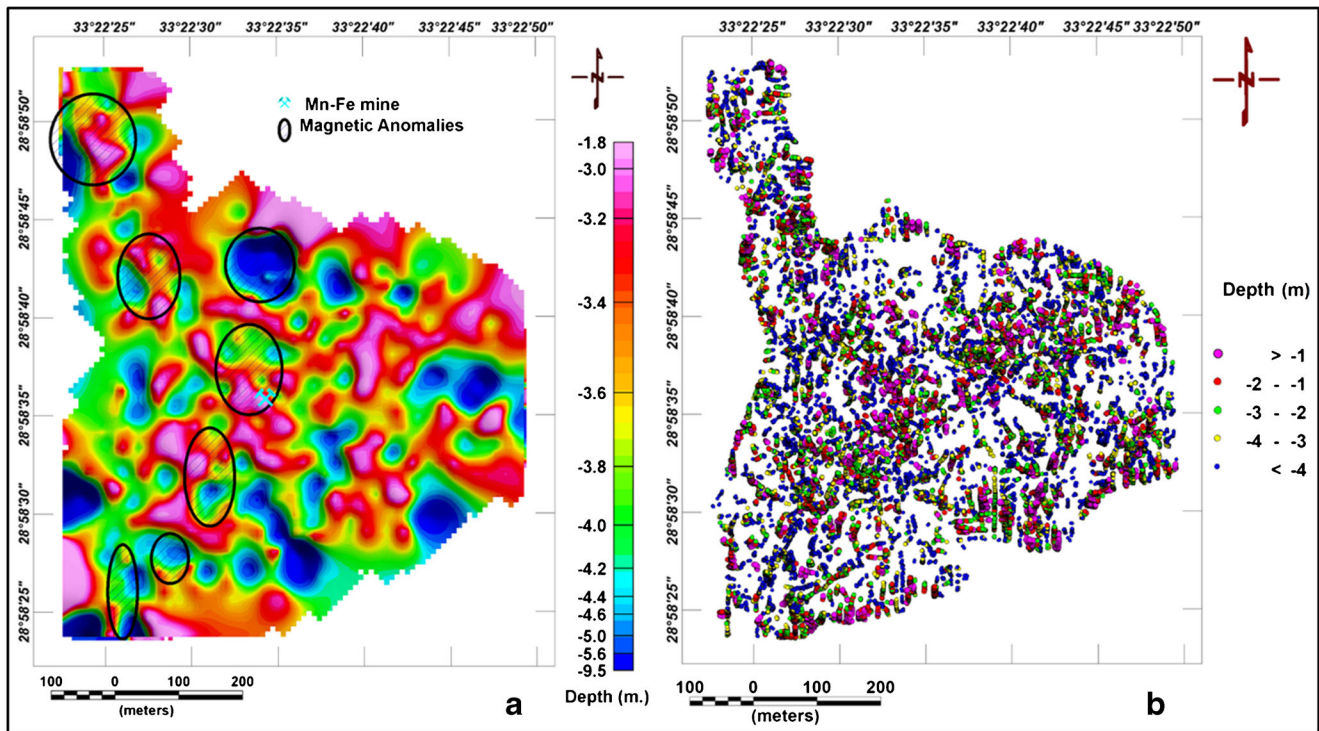 33°22'25" 33°22'30" 33°22'35" 33°22'40" 33°22'45" 33°22'50"
28°58'50"
28°58'45"
28°58'40"
28°58'35"
28°58'30"
28°58'25"
Mn-Fe mine
Magnetic Anomalies
N
-1.8
-3.0
-3.2
-3.4
-3.6
-3.8
-4.0
-4.2
-4.4
-4.6
-5.0
-5.6
-9.5
Depth (m.)
100 0 100 200
(meters)
a
33°22'25" 33°22'30" 33°22'35" 33°22'40" 33°22'45" 33°22'50"
28°58'50"
28°58'45"
28°58'40"
28°58'35"
28°58'30"
28°58'25"
N
Depth (m)
> -1
-2 - -1
-3 - -2
-4 - -3
< -4
100 0 100 200
(meters)
b